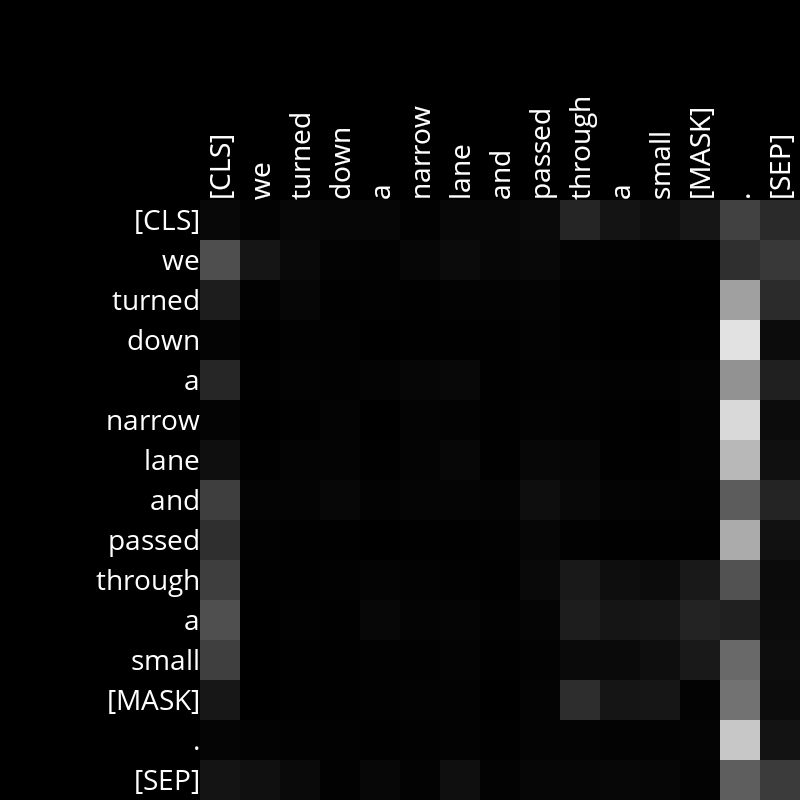 [CLS] we turned down a narrow lane and passed through a small [MASK] . [SEP]
[CLS]
we
turned
down
a
narrow
lane
and
passed
through
a
small
[MASK]
.
[SEP]